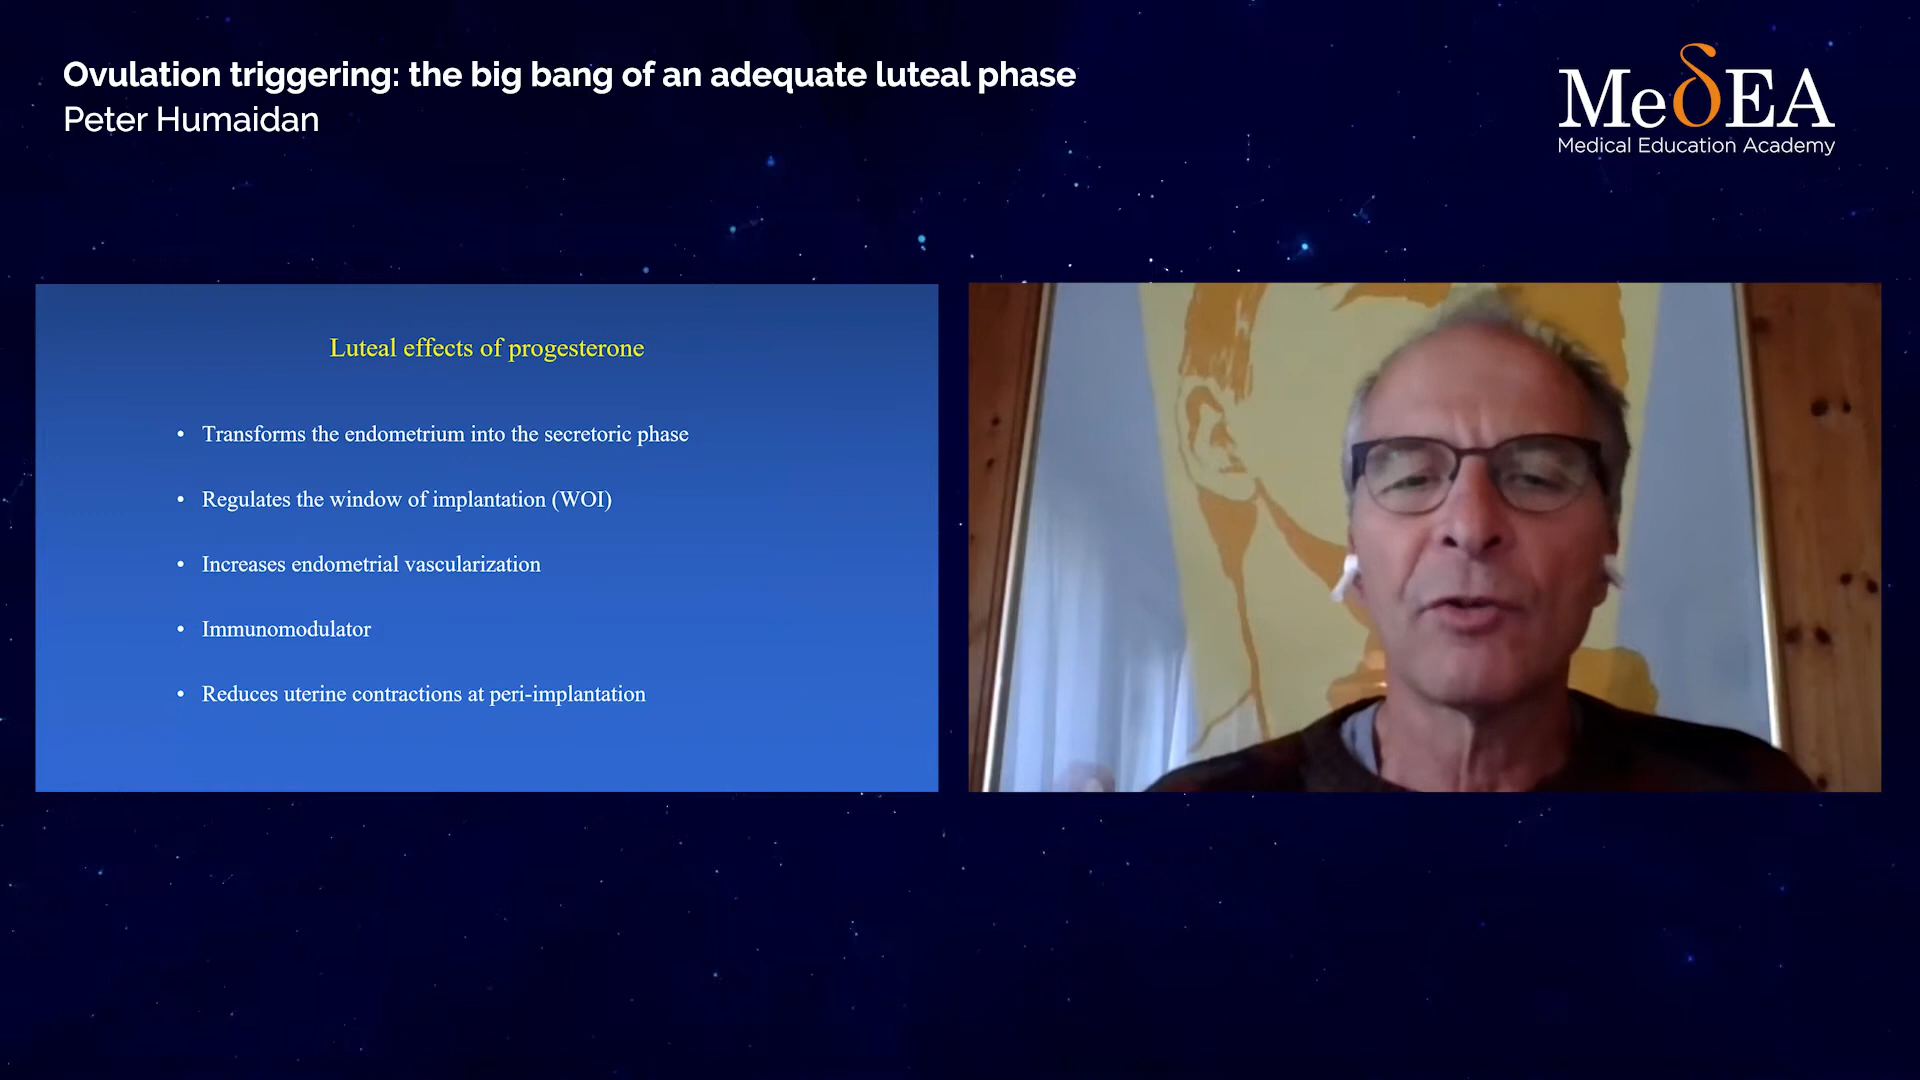 Ovulation triggering: the big bang of an adequate luteal phase
Peter Humaidan
MeδEA
Medical Education Academy
Luteal effects of progesterone
• Transforms the endometrium into the secretoric phase
• Regulates the window of implantation (WOI)
• Increases endometrial vascularization
• Immunomodulator
• Reduces uterine contractions at peri-implantation